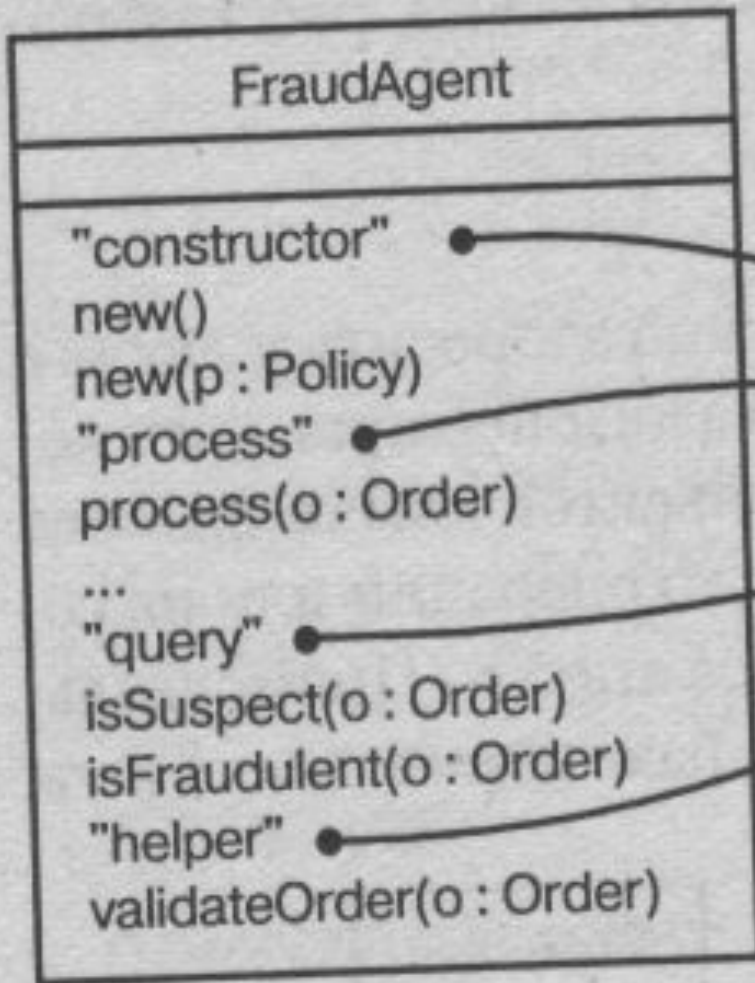 FraudAgent
"constructor"
new()
new(p : Policy)
"process"
process(o : Order)
...
"query"
isSuspect(o : Order)
isFraudulent(o : Order)
"helper"
validateOrder(o : Order)